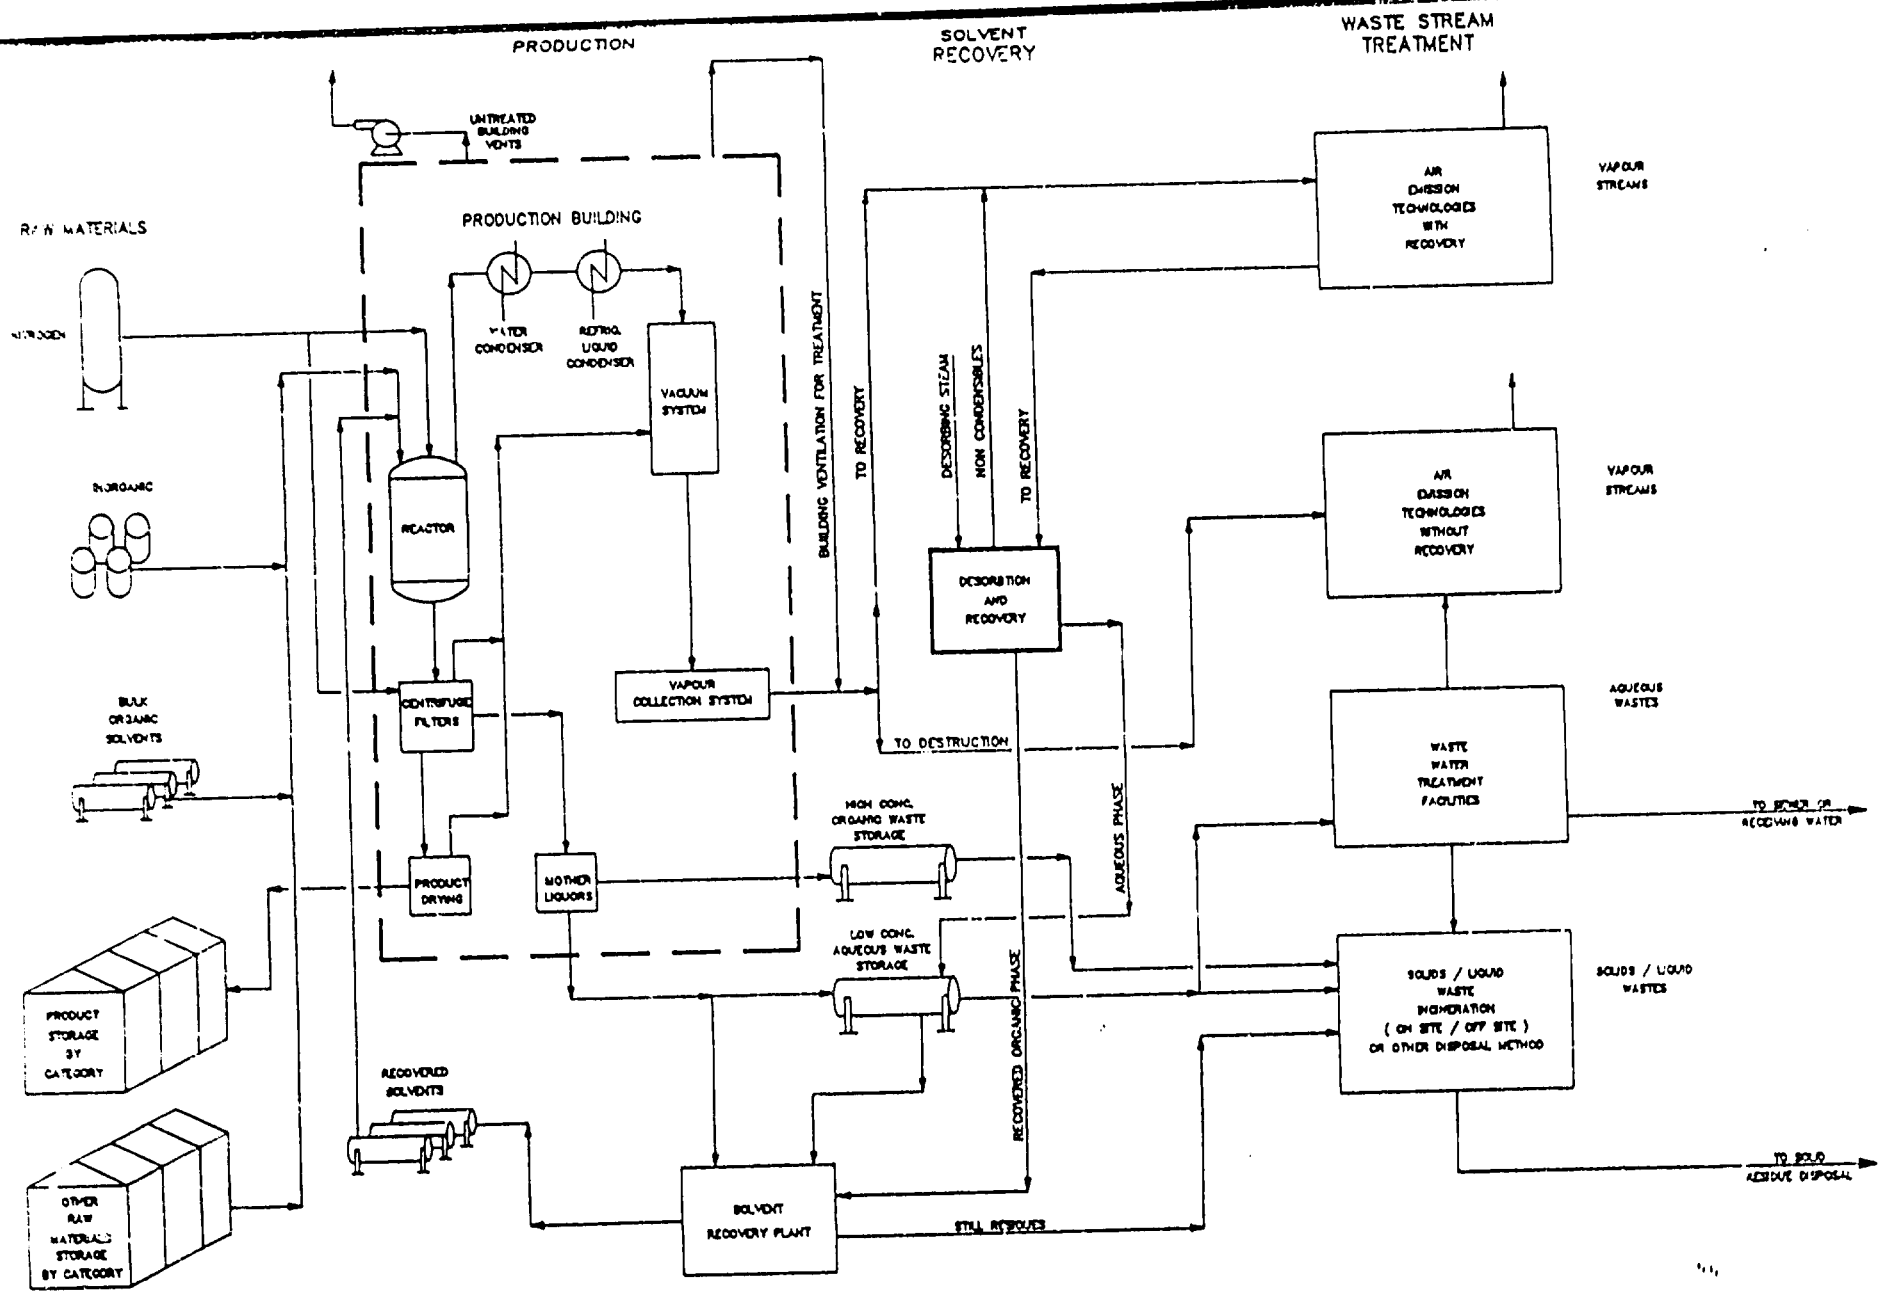 PRODUCTION
SOLVENT
RECOVERY
WASTE STREAM
TREATMENT
UNTREATED
BUILDING
VENTS
RAW MATERIALS
PRODUCTION BUILDING
NITROGEN
WATER
CONDENSER
REFRIG.
LIQUID
CONDENSER
VACUUM
SYSTEM
INORGANIC
REACTOR
BULK
ORGANIC
SOLVENTS
CENTRIFUGE
FILTERS
VAPOUR
COLLECTION SYSTEM
PRODUCT
DRYING
MOTHER
LIQUORS
PRODUCT
STORAGE
BY
CATEGORY
OTHER
RAW
MATERIALS
STORAGE
BY CATEGORY
RECOVERED
SOLVENTS
BUILDING VENTILATION FOR TREATMENT
TO RECOVERY
DESORBING STEAM
NON CONDENSIBLES
TO RECOVERY
DESORBTION
AND
RECOVERY
TO DESTRUCTION
HIGH CONC.
ORGANIC WASTE
STORAGE
AQUEOUS PHASE
LOW CONC.
AQUEOUS WASTE
STORAGE
RECOVERED ORGANIC PHASE
SOLVENT
RECOVERY PLANT
STILL RESIDUES
AIR
EMISSION
TECHNOLOGIES
WITH
RECOVERY
VAPOUR
STREAMS
AIR
EMISSION
TECHNOLOGIES
WITHOUT
RECOVERY
VAPOUR
STREAMS
WASTE
WATER
TREATMENT
FACILITIES
AQUEOUS
WASTES
TO SEWER OR
RECEIVING WATER
SOLIDS / LIQUID
WASTE
INCINERATION
( ON SITE / OFF SITE )
OR OTHER DISPOSAL METHOD
SOLIDS / LIQUID
WASTES
TO SOLID
RESIDUE DISPOSAL